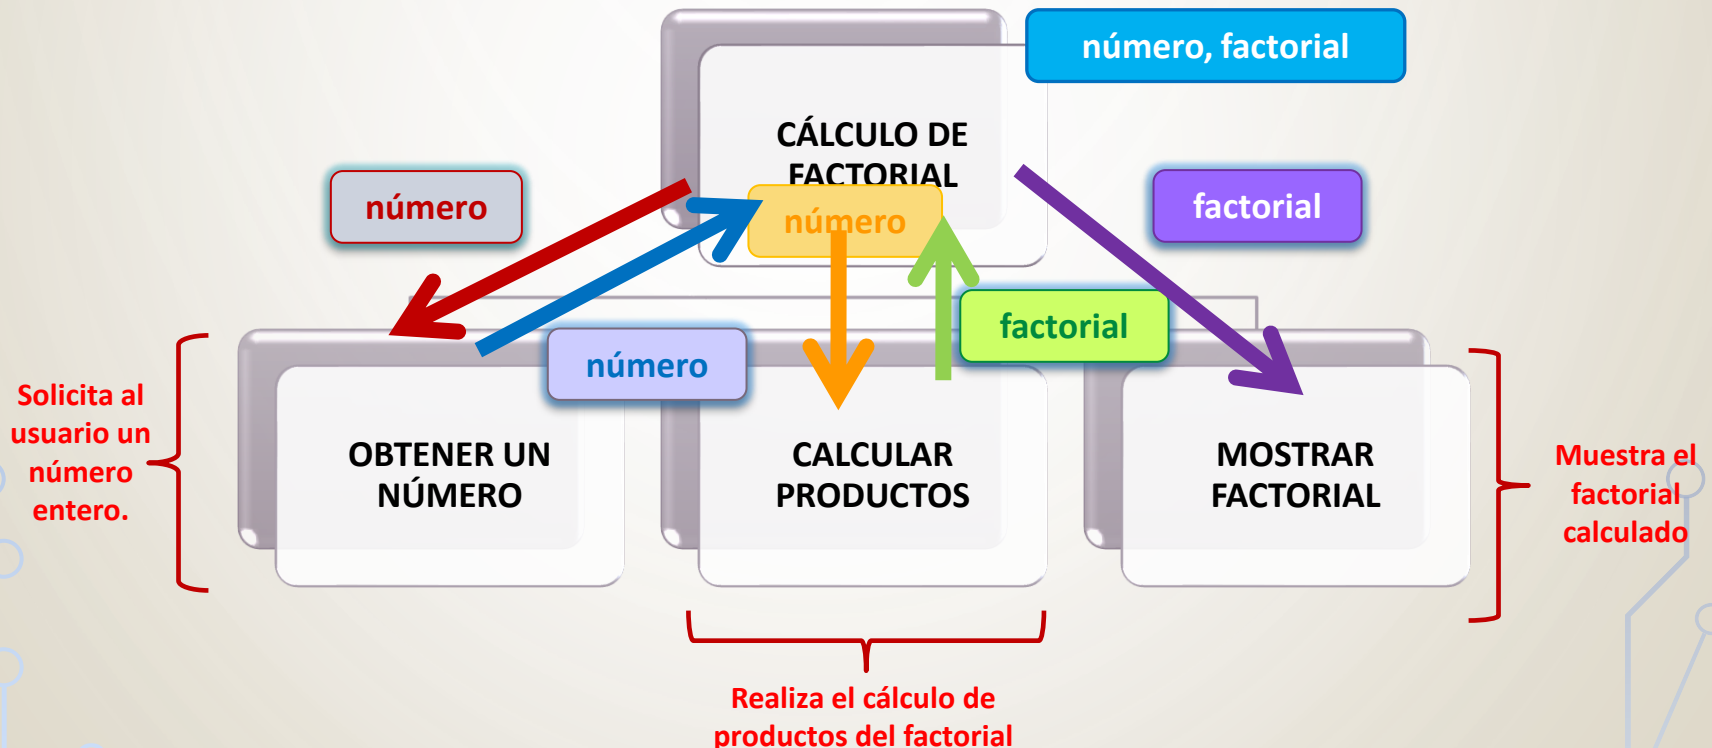 número, factorial
CÁLCULO DE
FACTORIAL
número
número
factorial
número
factorial
Solicita al
usuario un
número
entero.
OBTENER UN
NÚMERO
CALCULAR
PRODUCTOS
MOSTRAR
FACTORIAL
Muestra el
factorial
calculado
Realiza el cálculo de
productos del factorial